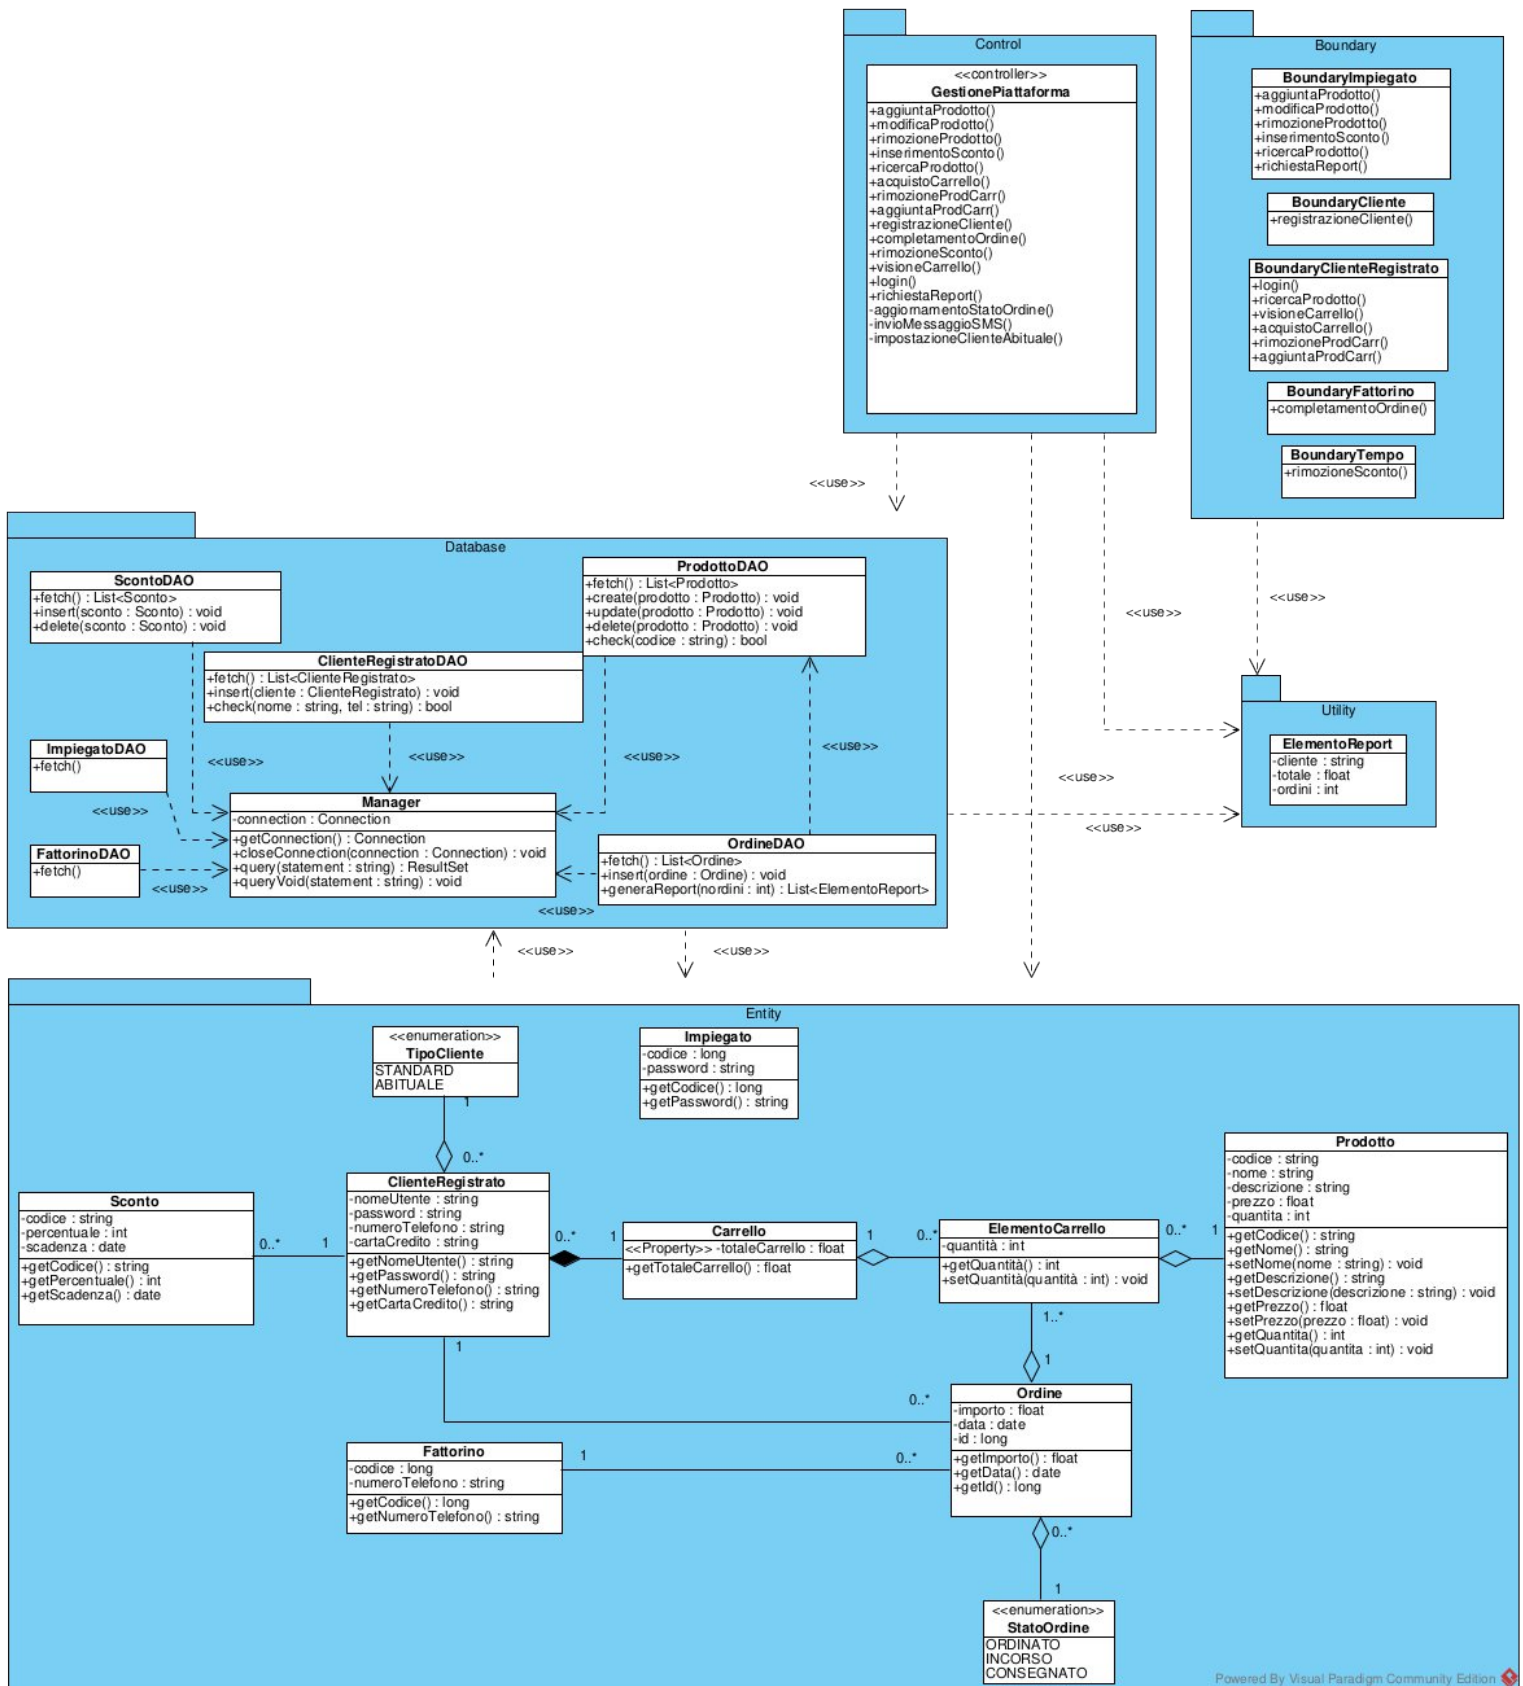 Control
<<controller>>
GestionePiattaforma
+aggiuntaProdotto()
+modificaProdotto()
+rimozioneProdotto()
+inserimentoSconto()
+ricercaProdotto()
+acquistoCarrello()
+rimozioneProdCarr()
+aggiuntaProdCarr()
+registrazioneCliente()
+completamentoOrdine()
+rimozioneSconto()
+visioneCarrello()
+login()
+richiestaReport()
-aggiornamentoStatoOrdine()
-invioMessaggioSMS()
-impostazioneClienteAbituale()
Boundary
BoundaryImpiegato
+aggiuntaProdotto()
+modificaProdotto()
+rimozioneProdotto()
+inserimentoSconto()
+ricercaProdotto()
+richiestaReport()
BoundaryCliente
+registrazioneCliente()
BoundaryClienteRegistrato
+login()
+ricercaProdotto()
+visioneCarrello()
+acquistoCarrello()
+rimozioneProdCarr()
+aggiuntaProdCarr()
BoundaryFattorino
+completamentoOrdine()
BoundaryTempo
+rimozioneSconto()
<<use>>
<<use>>
<<use>>
<<use>>
<<use>>
Database
ScontoDAO
+fetch() : List<Sconto>
+insert(sconto : Sconto) : void
+delete(sconto : Sconto) : void
ProdottoDAO
+fetch() : List<Prodotto>
+create(prodotto : Prodotto) : void
+update(prodotto : Prodotto) : void
+delete(prodotto : Prodotto) : void
+check(codice : string) : bool
ClienteRegistratoDAO
+fetch() : List<ClienteRegistrato>
+insert(cliente : ClienteRegistrato) : void
+check(nome : string, tel : string) : bool
ImpiegatoDAO
+fetch()
<<use>>
<<use>>
<<use>>
<<use>>
<<use>>
Manager
-connection : Connection
+getConnection() : Connection
+closeConnection(connection : Connection) : void
+query(statement : string) : ResultSet
+queryVoid(statement : string) : void
FattorinoDAO
+fetch()
<<use>>
OrdineDAO
+fetch() : List<Ordine>
+insert(ordine : Ordine) : void
+generaReport(nordini : int) : List<ElementoReport>
<<use>>
Utility
ElementoReport
-cliente : string
-totale : float
-ordini : int
<<use>>
<<use>>
Entity
<<enumeration>>
TipoCliente
STANDARD
ABITUALE
1
0..*
Impiegato
-codice : long
-password : string
+getCodice() : long
+getPassword() : string
Sconto
-codice : string
-percentuale : int
-scadenza : date
+getCodice() : string
+getPercentuale() : int
+getScadenza() : date
0..*
1
ClienteRegistrato
-nomeUtente : string
-password : string
-numeroTelefono : string
-cartaCredito : string
+getNomeUtente() : string
+getPassword() : string
+getNumeroTelefono() : string
+getCartaCredito() : string
0..*
1
Carrello
<<Property>> -totaleCarrello : float
+getTotaleCarrello() : float
1
0..*
ElementoCarrello
-quantità : int
+getQuantità() : int
+setQuantità(quantità : int) : void
0..*
1
Prodotto
-codice : string
-nome : string
-descrizione : string
-prezzo : float
-quantita : int
+getCodice() : string
+getNome() : string
+setNome(nome : string) : void
+getDescrizione() : string
+setDescrizione(descrizione : string) : void
+getPrezzo() : float
+setPrezzo(prezzo : float) : void
+getQuantita() : int
+setQuantita(quantita : int) : void
1..*
1
1
0..*
Ordine
-importo : float
-data : date
-id : long
+getImporto() : float
+getData() : date
+getId() : long
Fattorino
-codice : long
-numeroTelefono : string
+getCodice() : long
+getNumeroTelefono() : string
1
0..*
0..*
1
<<enumeration>>
StatoOrdine
ORDINATO
INCORSO
CONSEGNATO
Powered By Visual Paradigm Community Edition